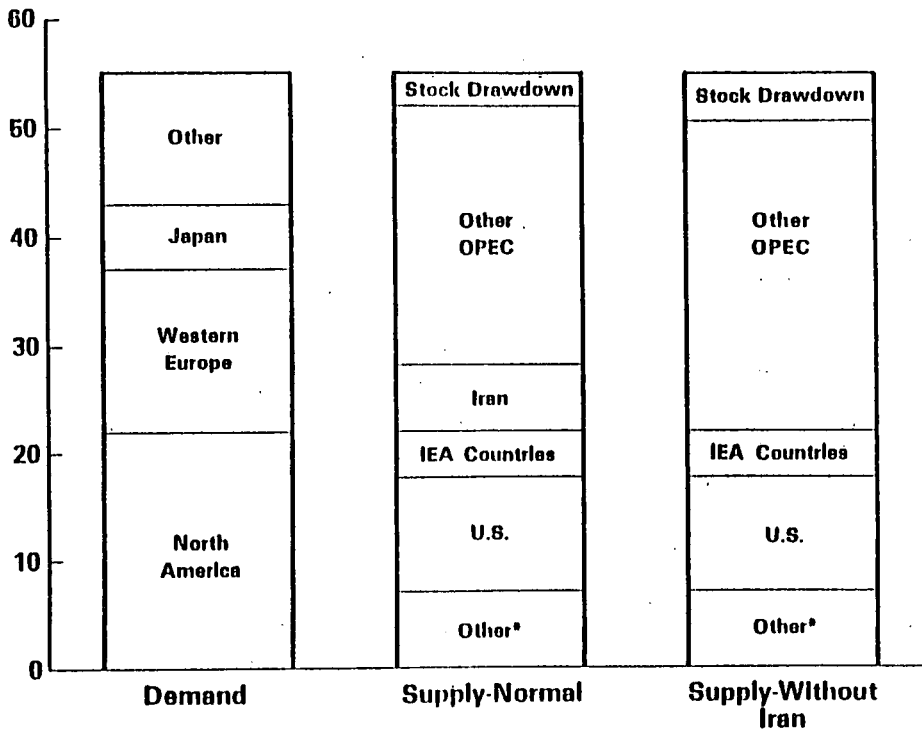 60
50
40
30
20
10
0
Other
Japan
Western
Europe
North
America
Demand
Stock Drawdown
Other
OPEC
Iran
IEA Countries
U.S.
Other*
Supply-Normal
Stock Drawdown
Other
OPEC
IEA Countries
U.S.
Other*
Supply-Without
Iran